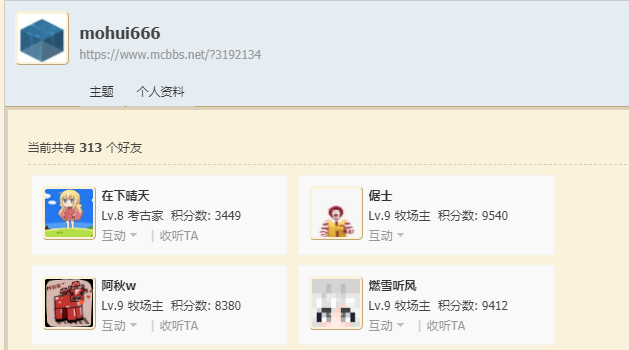 mohui666
https://www.mcbbs.net/?3192134
主题 个人资料
当前共有 313 个好友
在下晴天
Lv.8 考古家 积分数: 3449
互动 | 收听TA
倨士
Lv.9 牧场主 积分数: 9540
互动 | 收听TA
阿秋w
Lv.9 牧场主 积分数: 8380
互动 | 收听TA
燃雪听风
Lv.9 牧场主 积分数: 9412
互动 | 收听TA